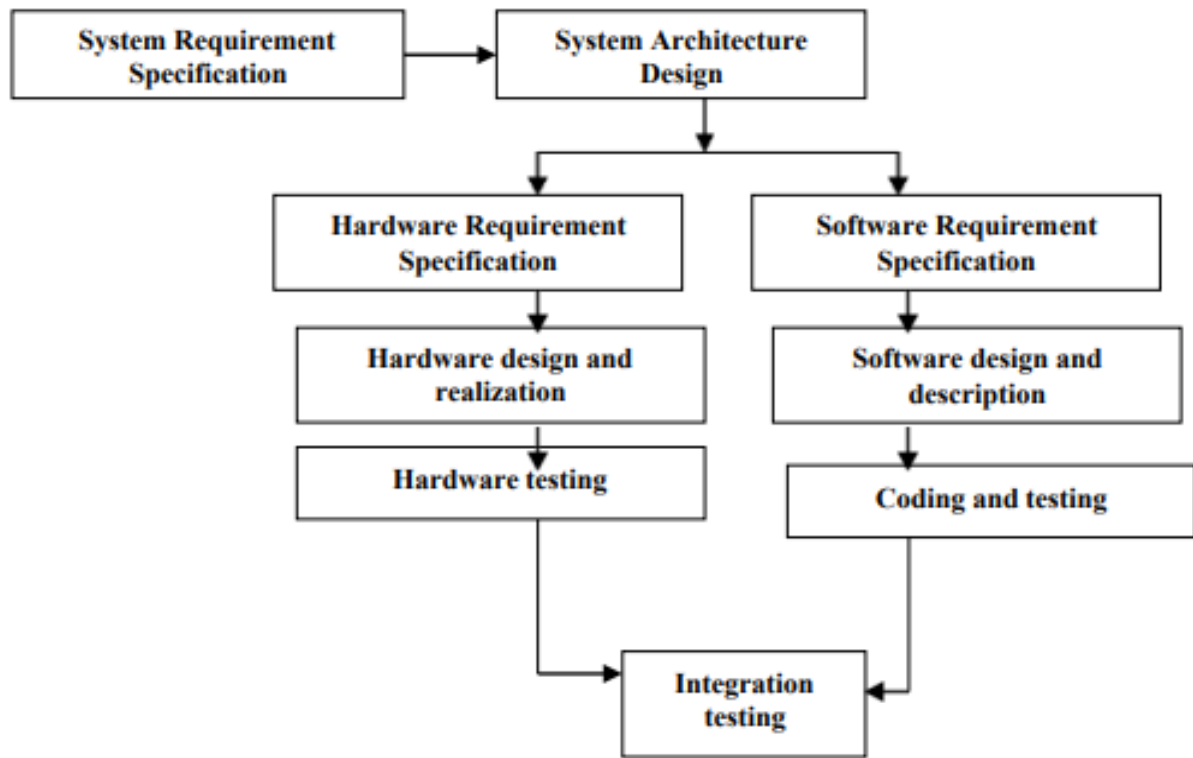 System Requirement
Specification
System Architecture
Design
Hardware Requirement
Specification
Software Requirement
Specification
Hardware design and
realization
Software design and
description
Hardware testing
Coding and testing
Integration
testing